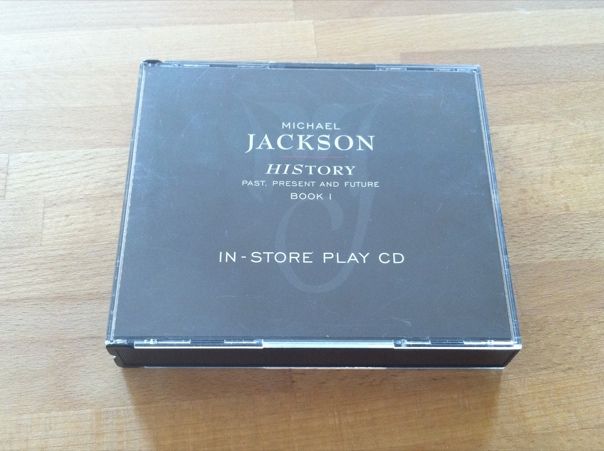 MICHAEL
JACKSON
HISTORY
PAST, PRESENT AND FUTURE
BOOK I
IN-STORE PLAY CD